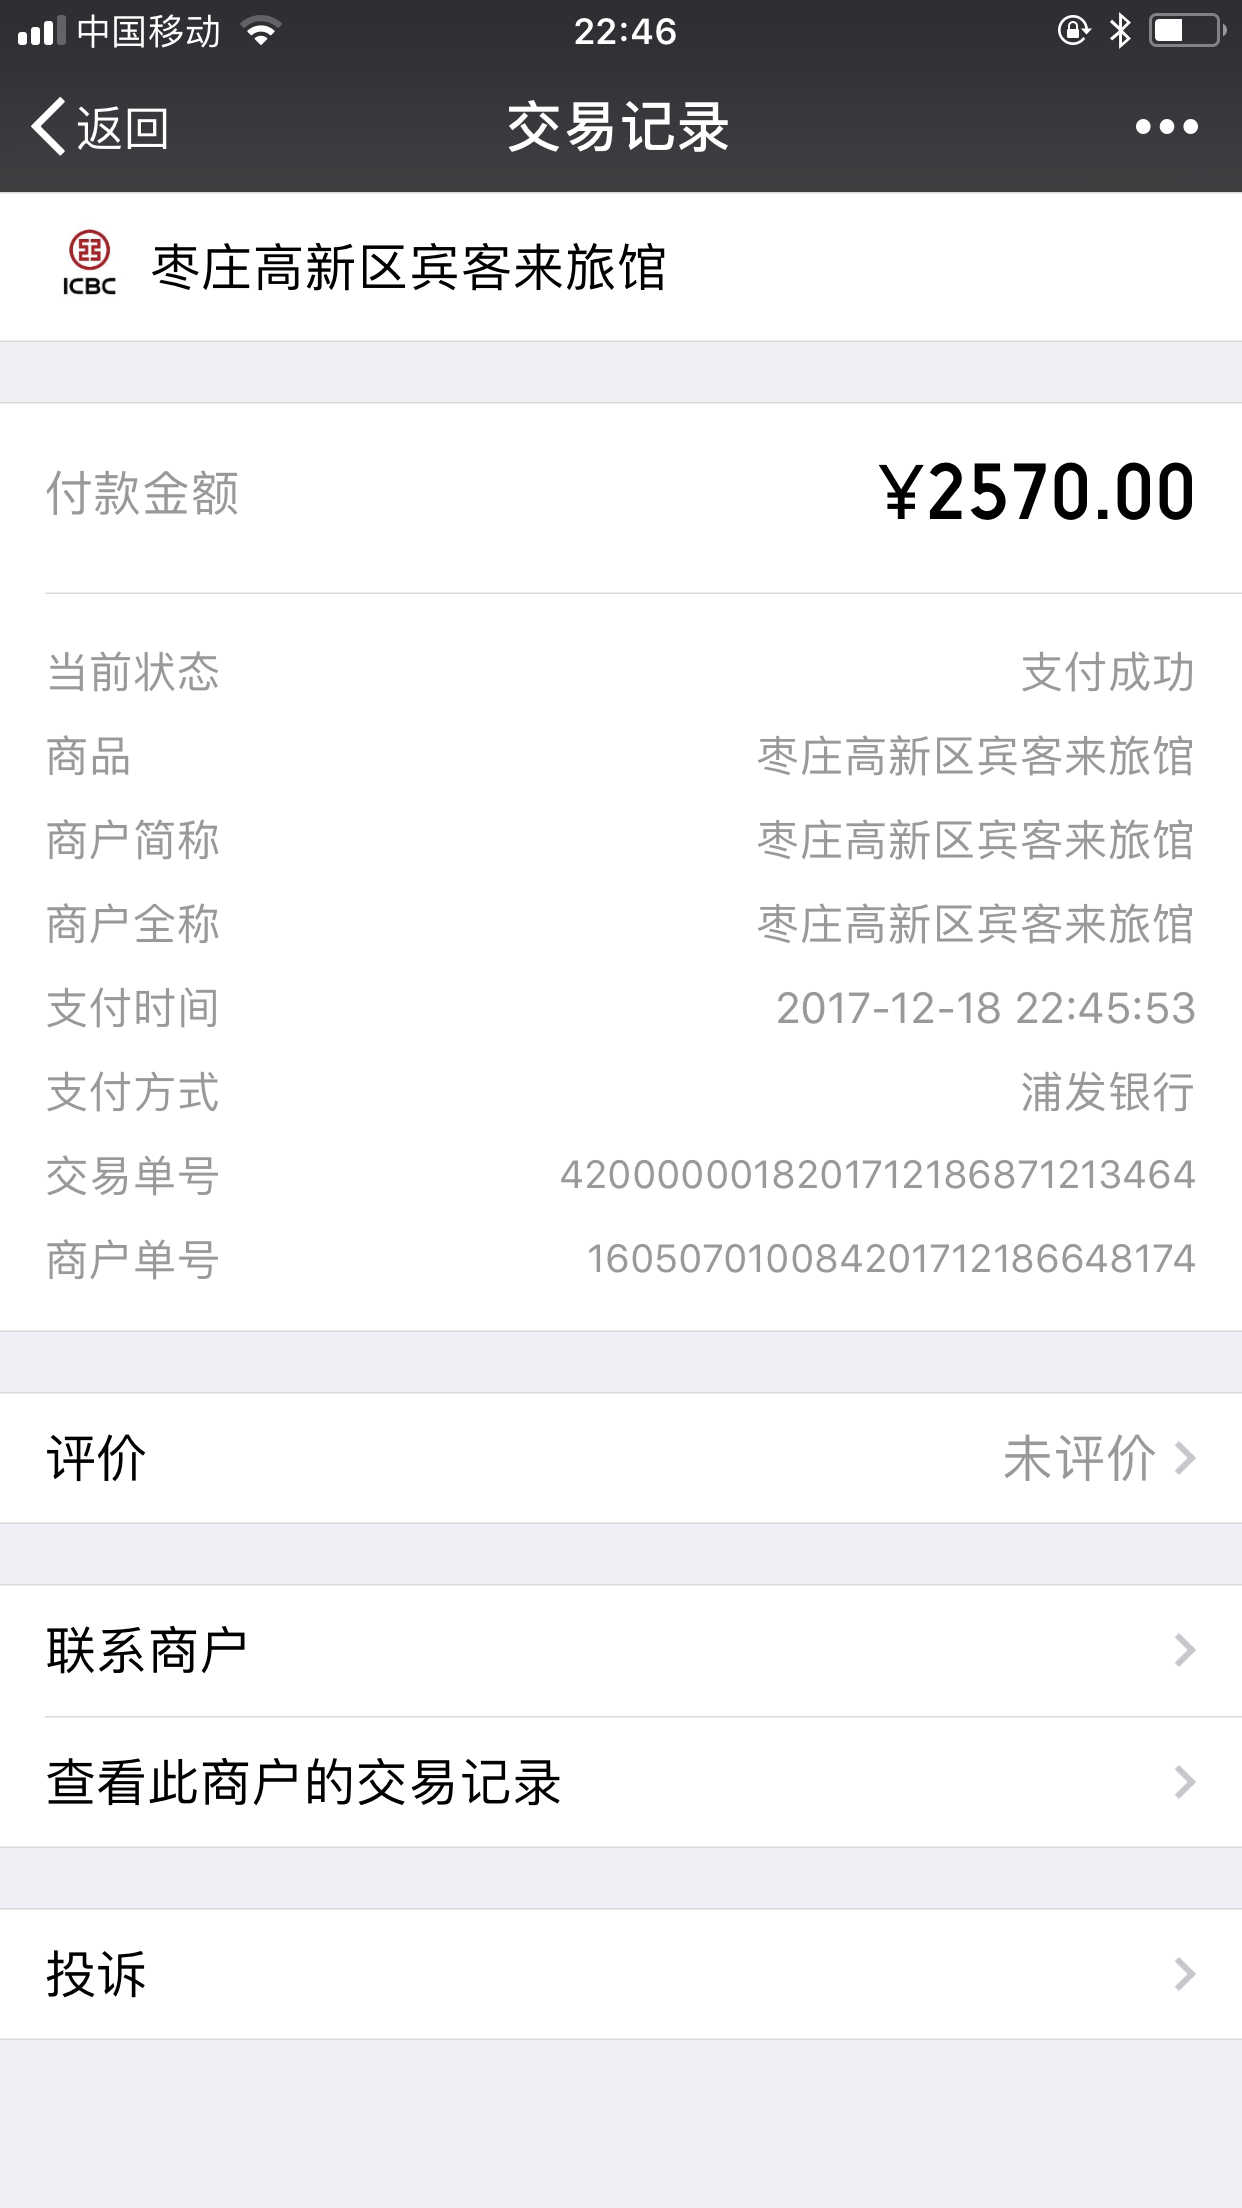 中国移动 22:46
返回 交易记录
ICBC 枣庄高新区宾客来旅馆
付款金额 ¥2570.00
当前状态 支付成功
商品 枣庄高新区宾客来旅馆
商户简称 枣庄高新区宾客来旅馆
商户全称 枣庄高新区宾客来旅馆
支付时间 2017-12-18 22:45:53
支付方式 浦发银行
交易单号 4200000018201712186871213464
商户单号 160507010084201712186648174
评价 未评价
联系商户
查看此商户的交易记录
投诉